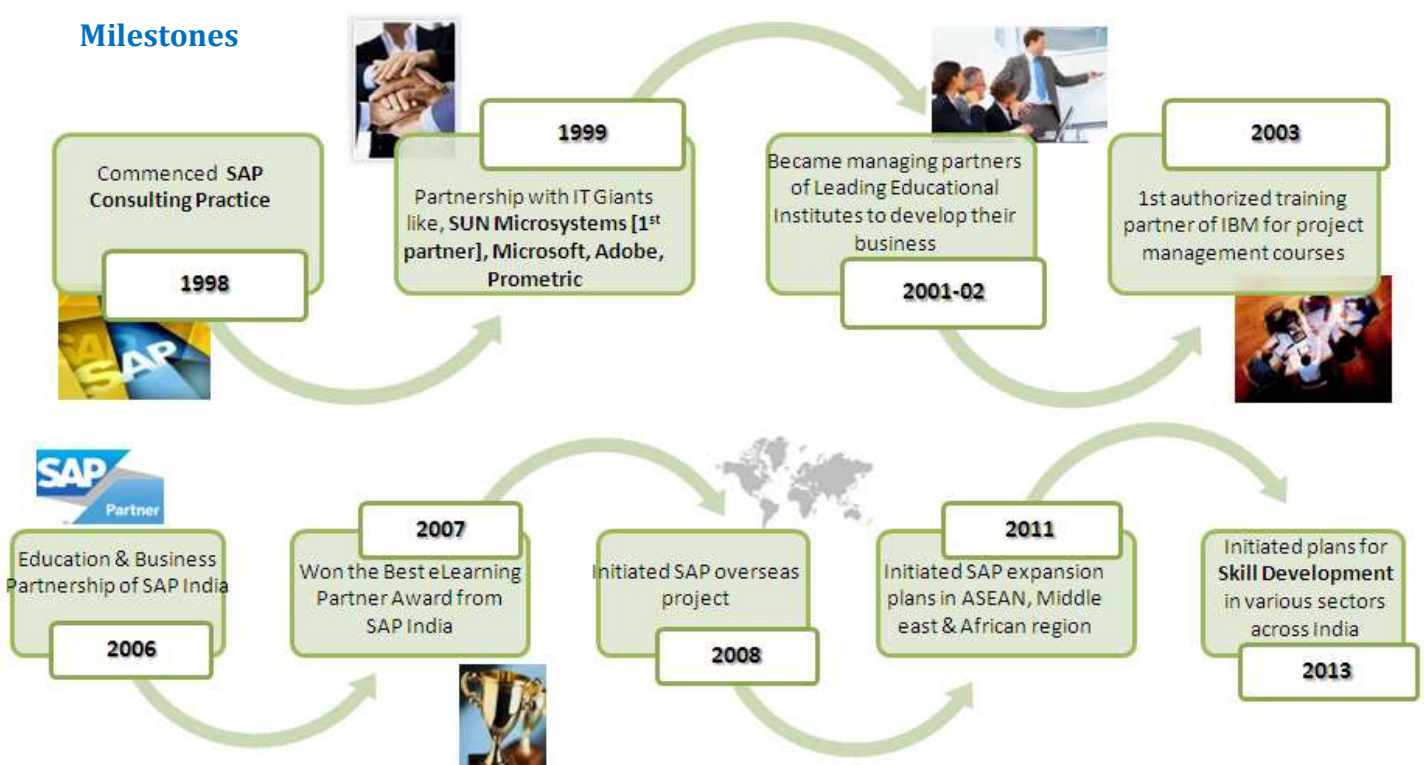 Milestones
Commenced SAP
Consulting Practice
1998
SAP
SAP
1999
Partnership with IT Giants
like, SUN Microsystems [1st
partner], Microsoft, Adobe,
Prometric
Became managing partners
of Leading Educational
Institutes to develop their
business
2001-02
2003
1st authorized training
partner of IBM for project
management courses
SAP
Partner
Education & Business
Partnership of SAP India
2006
2007
Won the Best eLearning
Partner Award from
SAP India
Initiated SAP overseas
project
2008
2011
Initiated SAP expansion
plans in ASEAN, Middle
east & African region
Initiated plans for
Skill Development
in various sectors
across India
2013